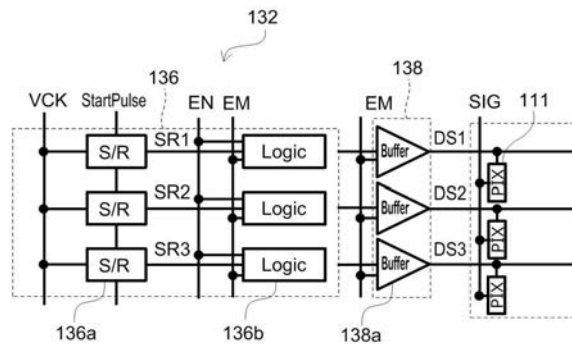 132
136
138
VCK StartPulse EN EM EM SIG 111
S/R SR1 Logic Buffer DS1 PIX
S/R SR2 Logic Buffer DS2 PIX
S/R SR3 Logic Buffer DS3 PIX
136a 136b 138a